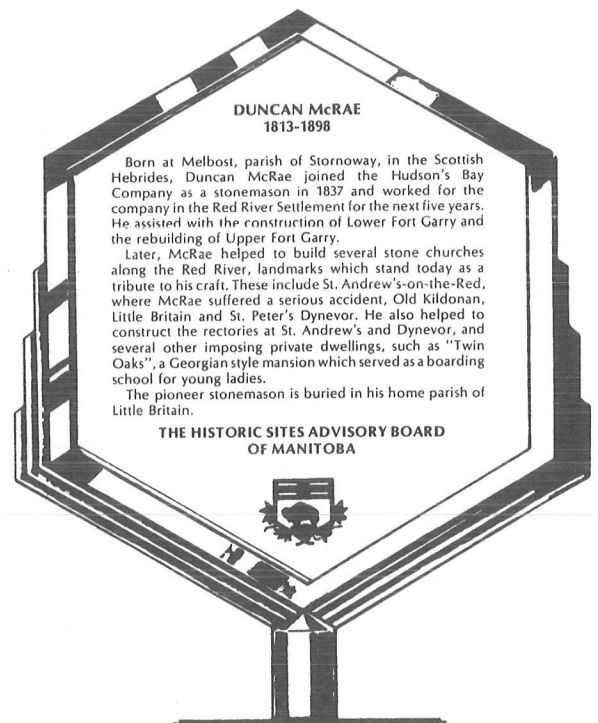 DUNCAN McRAE
1813-1898
Born at Melbost, parish of Stornoway, in the Scottish
Hebrides, Duncan McRae joined the Hudson's Bay
Company as a stonemason in 1837 and worked for the
company in the Red River Settlement for the next five years.
He assisted with the construction of Lower Fort Garry and
the rebuilding of Upper Fort Garry.
Later, McRae helped to build several stone churches
along the Red River, landmarks which stand today as a
tribute to his craft. These include St. Andrew's-on-the-Red,
where McRae suffered a serious accident, Old Kildonan,
Little Britain and St. Peter's Dynevor. He also helped to
construct the rectories at St. Andrew's and Dynevor, and
several other imposing private dwellings, such as "Twin
Oaks", a Georgian style mansion which served as a boarding
school for young ladies.
The pioneer stonemason is buried in his home parish of
Little Britain.
THE HISTORIC SITES ADVISORY BOARD
OF MANITOBA